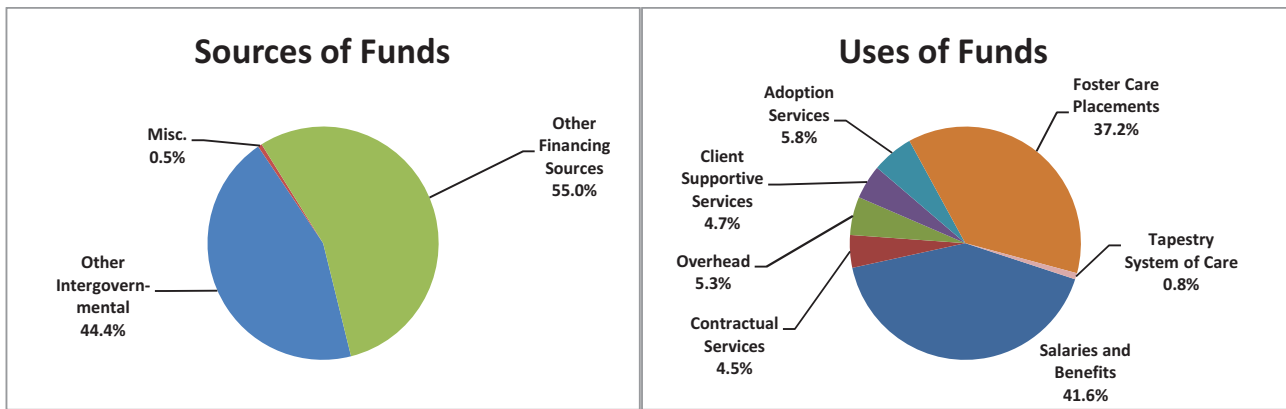 Sources of Funds
Misc.
0.5%
Other
Financing
Sources
55.0%
Other
Intergovern-
mental
44.4%
Uses of Funds
Adoption
Services
5.8%
Foster Care
Placements
37.2%
Client
Supportive
Services
4.7%
Overhead
5.3%
Tapestry
System of Care
0.8%
Contractual
Services
4.5%
Salaries and
Benefits
41.6%